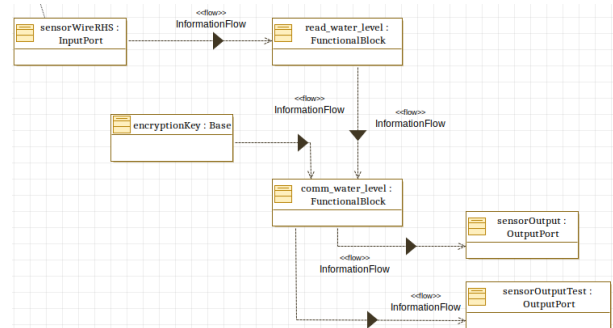 <<flow>>
InformationFlow
sensorWireRHS :
InputPort
read_water_level :
FunctionalBlock
<<flow>>
InformationFlow
<<flow>>
InformationFlow
encryptionKey : Base
comm_water_level :
FunctionalBlock
sensorOutput :
OutputPort
<<flow>>
InformationFlow
<<flow>>
InformationFlow
sensorOutputTest :
OutputPort